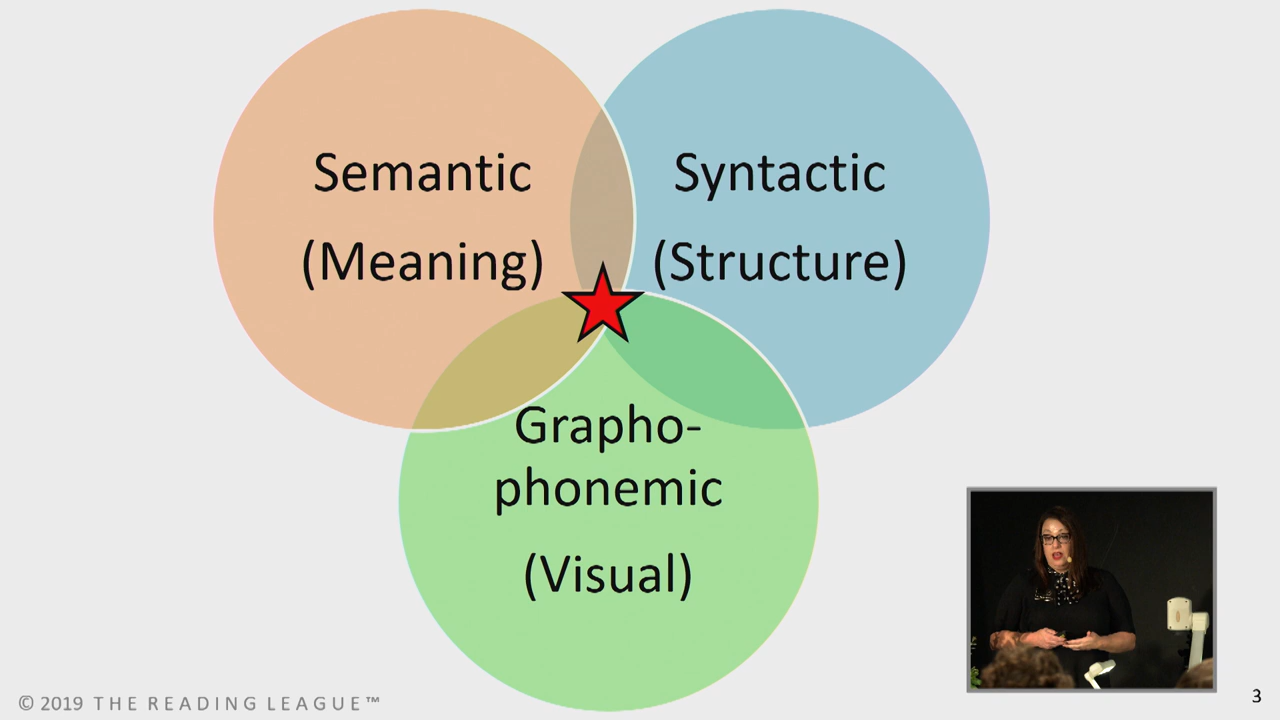 Semantic
(Meaning)
Syntactic
(Structure)
Grapho-
phonemic
(Visual)
© 2019 THE READING LEAGUE™
3